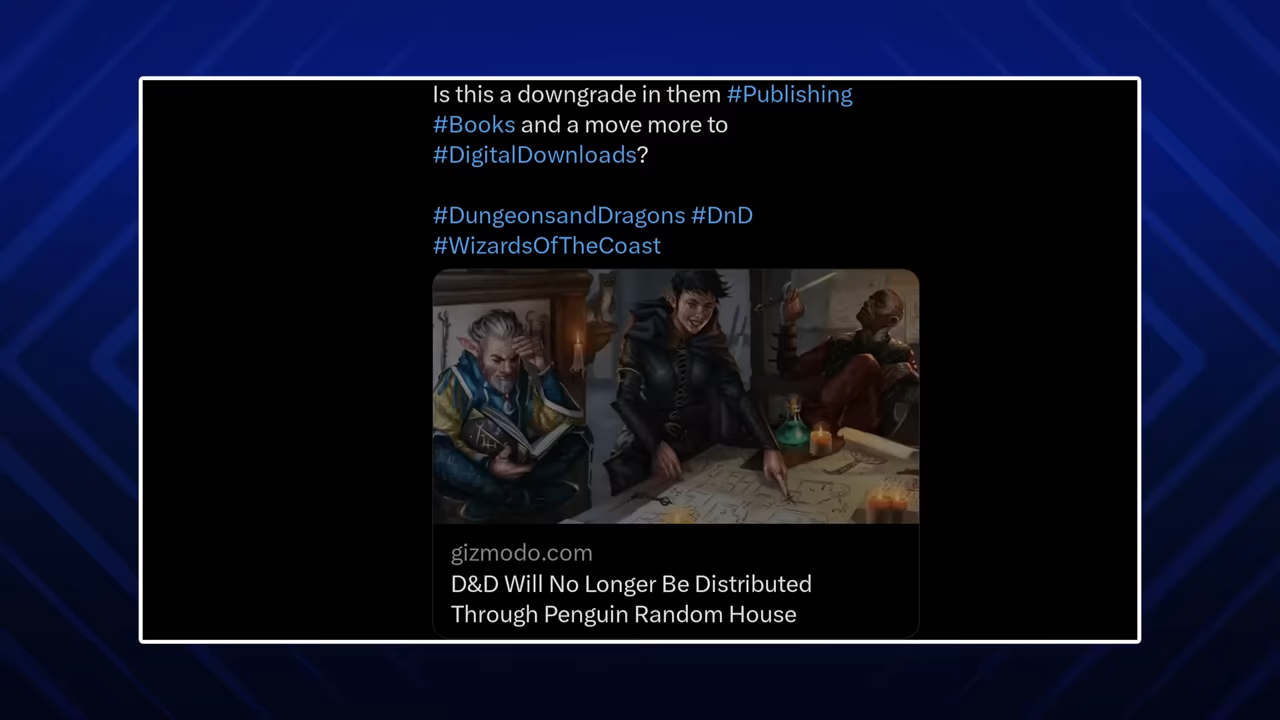 Is this a downgrade in them #Publishing
#Books and a move more to
#DigitalDownloads?
#DungeonsandDragons #DnD
#WizardsOfTheCoast
gizmodo.com
D&D Will No Longer Be Distributed
Through Penguin Random House